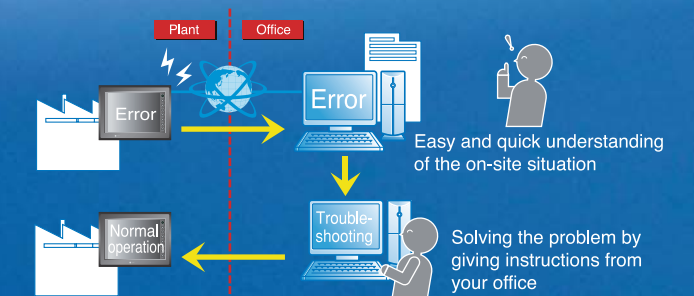 Plant
Office
Error
Error
!
Easy and quick understanding
of the on-site situation
Normal
operation
Trouble-
shooting
Solving the problem by
giving instructions from
your office